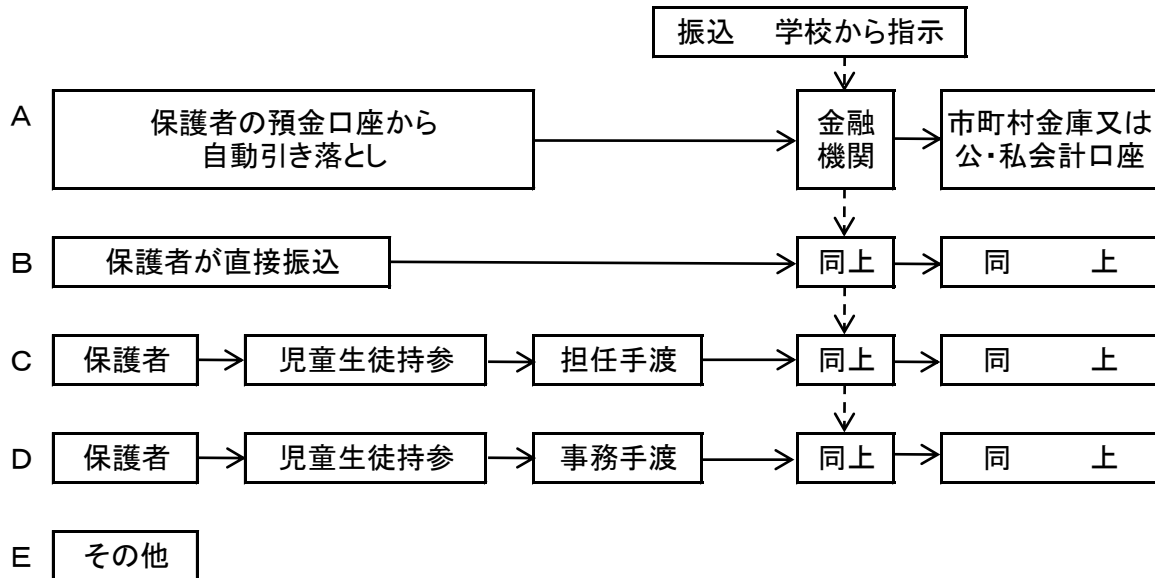 振込　学校から指示
A
保護者の預金口座から
自動引き落とし
金融
機関
市町村金庫又は
公・私会計口座
B
保護者が直接振込
同上
同　上
C
保護者
児童生徒持参
担任手渡
同上
同　上
D
保護者
児童生徒持参
事務手渡
同上
同　上
E
その他